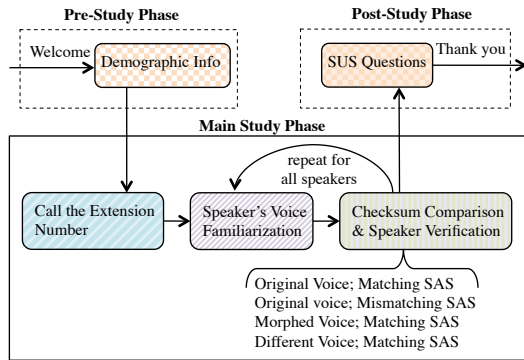 Pre-Study Phase
Post-Study Phase
Welcome
Demographic Info
SUS Questions
Thank you
Main Study Phase
repeat for
all speakers
Call the Extension
Number
Speaker's Voice
Familiarization
Checksum Comparison
& Speaker Verification
Original Voice; Matching SAS
Original voice; Mismatching SAS
Morphed Voice; Matching SAS
Different Voice; Matching SAS